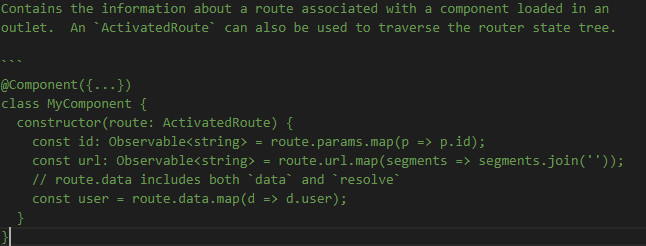 Contains the information about a route associated with a component loaded in an
outlet.  An `ActivatedRoute` can also be used to traverse the router state tree.
```
@Component({...})
class MyComponent {
  constructor(route: ActivatedRoute) {
    const id: Observable<string> = route.params.map(p => p.id);
    const url: Observable<string> = route.url.map(segments => segments.join(''));
    // route.data includes both `data` and `resolve`
    const user = route.data.map(d => d.user);
  }
}